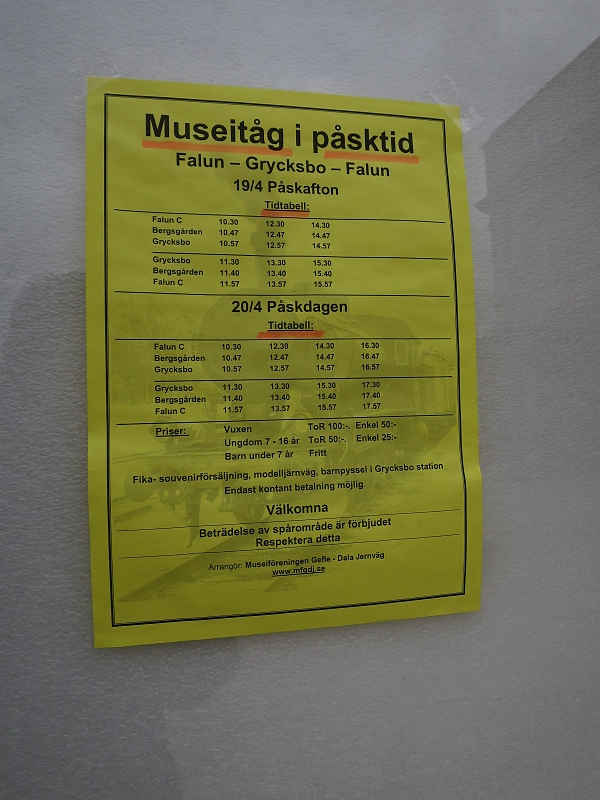 Museitåg i påsktid
Falun – Grycksbo – Falun
19/4 Påskafton
Tidtabell:
Falun C 10.30 12.30 14.30
Bergsgården 10.47 12.47 14.47
Grycksbo 10.57 12.57 14.57
Grycksbo 11.30 13.30 15.30
Bergsgården 11.40 13.40 15.40
Falun C 11.57 13.57 15.57
20/4 Påskdagen
Tidtabell:
Falun C 10.30 12.30 14.30 16.30
Bergsgården 10.47 12.47 14.47 16.47
Grycksbo 10.57 12.57 14.57 16.57
Grycksbo 11.30 13.30 15.30 17.30
Bergsgården 11.40 13.40 15.40 17.40
Falun C 11.57 13.57 15.57 17.57
Priser: Vuxen ToR 100:-. Enkel 50:-
Ungdom 7 - 16 år ToR 50:-. Enkel 25:-
Barn under 7 år Fritt
Fika- souvenirförsäljning, modelljärnväg, barnpyssel i Grycksbo station
Endast kontant betalning möjlig.
Välkomna
Beträdelse av spårområde är förbjudet
Respektera detta
Arrangör: Museiföreningen Gefle - Dala Jernväg
www.mfgdj.se